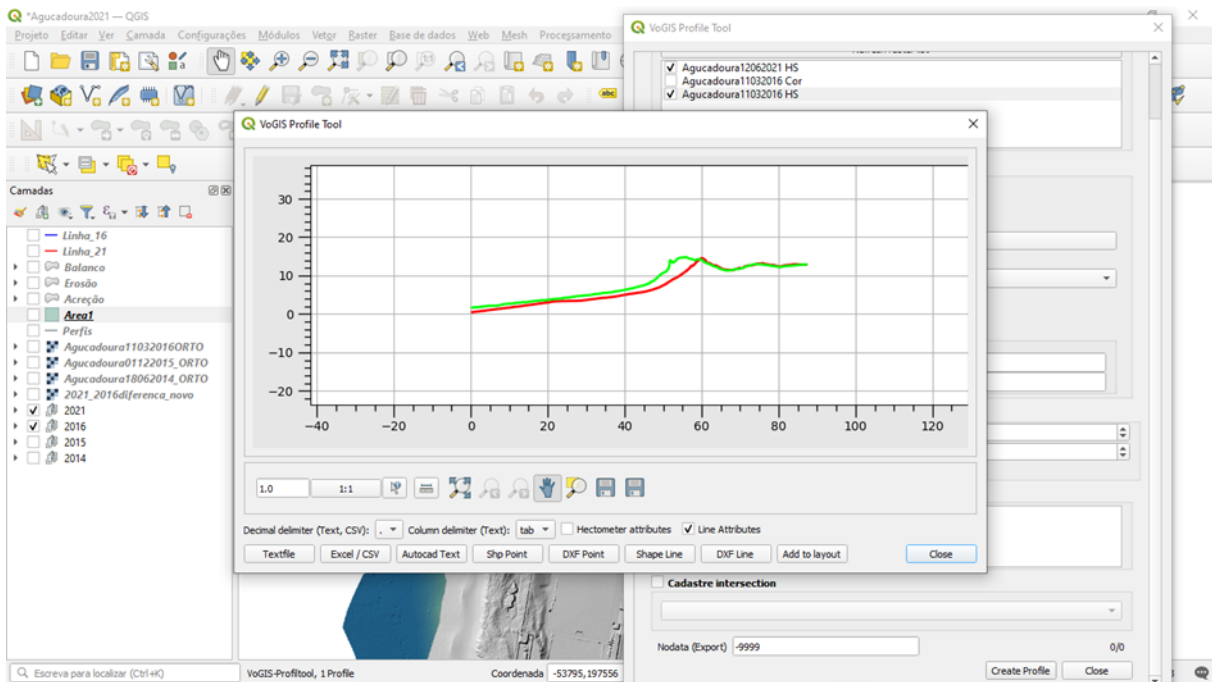 *Agucadoura2021 — QGIS
Projeto Editar Ver Camada Configurações Módulos Vetor Raster Base de dados Web Mesh Processamento
abc
Camadas
Linha_16
Linha_21
Balanco
Erosão
Acreção
Area1
Perfis
Agucadoura11032016ORTO
Agucadoura01122015_ORTO
Agucadoura18062014_ORTO
2021_2016diferenca_novo
2021
2016
2015
2014
Escreva para localizar (Ctrl+K)
VoGIS-Profiltool, 1 Profile
Coordenada -53795,197556
VoGIS Profile Tool
Agucadoura12062021 HS
Agucadoura11032016 Cor
Agucadoura11032016 HS
VoGIS Profile Tool
30
20
10
0
−10
−20
−40 −20 0 20 40 60 80 100 120
1.0 1:1
Decimal delimiter (Text, CSV): . Column delimiter (Text): tab Hectometer attributes Line Attributes
Textfile Excel / CSV Autocad Text Shp Point DXF Point Shape Line DXF Line Add to layout Close
Cadastre intersection
Nodata (Export) -9999 0/0
Create Profile Close